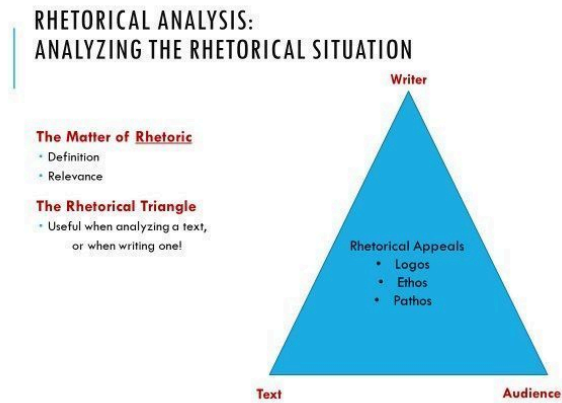 RHETORICAL ANALYSIS:
ANALYZING THE RHETORICAL SITUATION
The Matter of Rhetoric
• Definition
• Relevance
The Rhetorical Triangle
• Useful when analyzing a text,
or when writing one!
Writer
Rhetorical Appeals
• Logos
• Ethos
• Pathos
Text
Audience